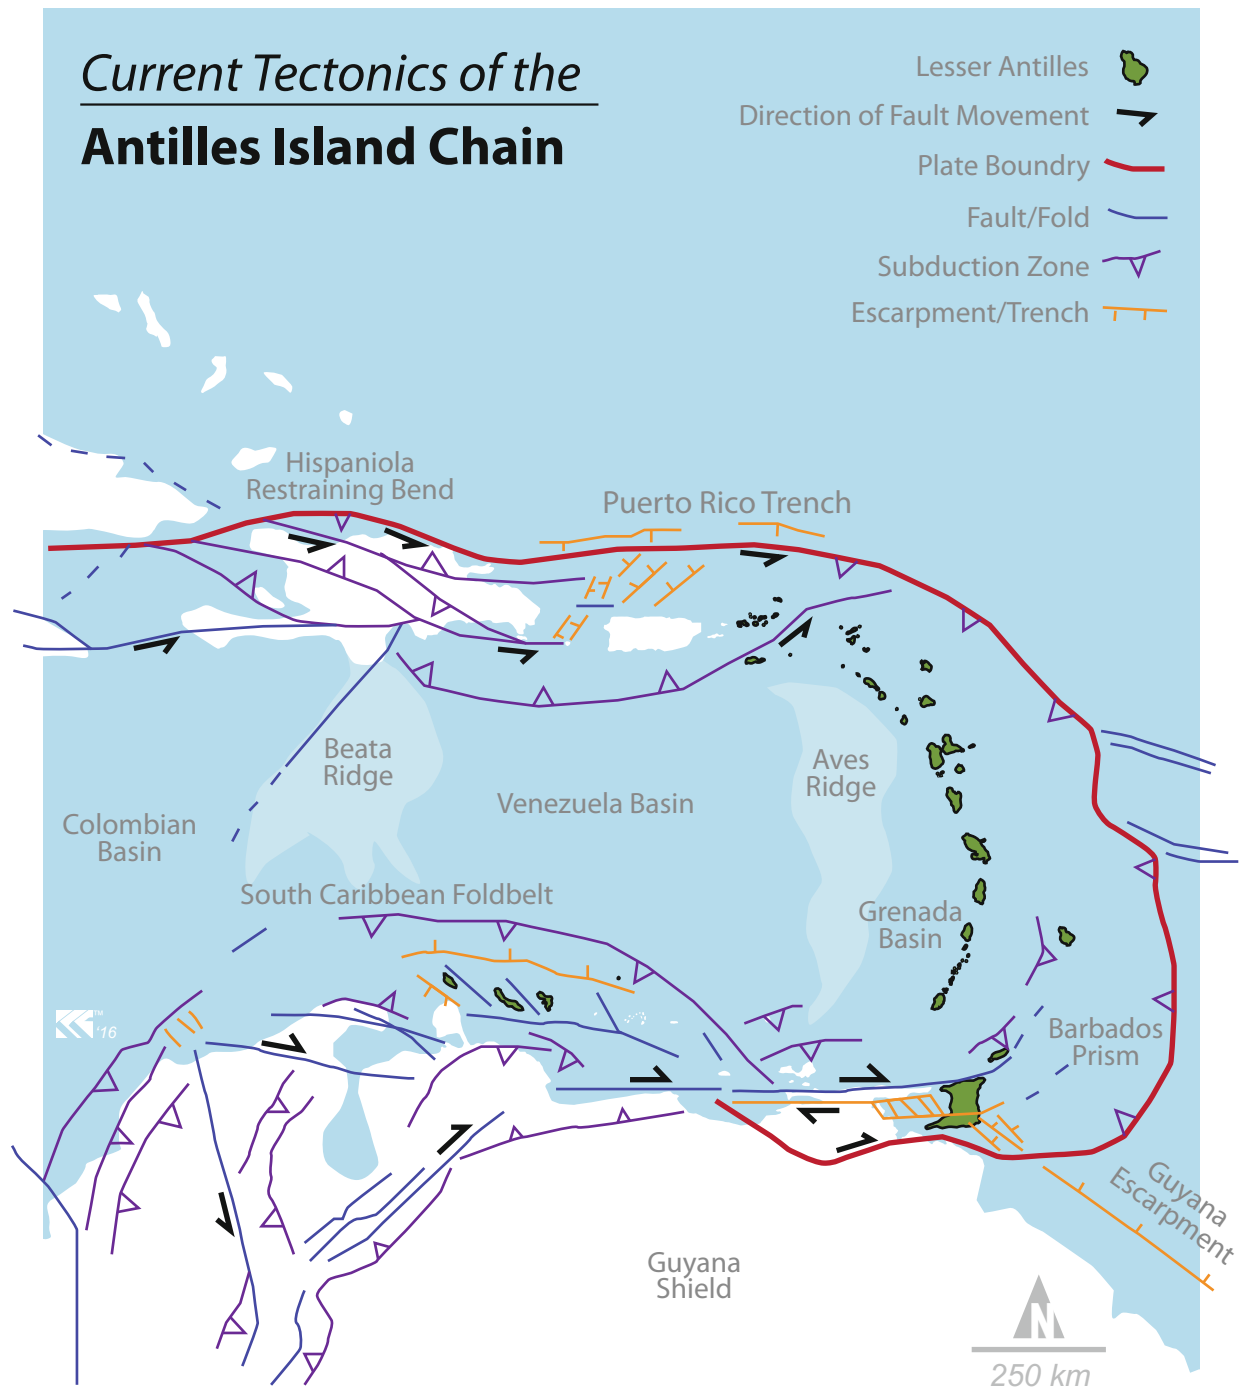 Current Tectonics of the
Antilles Island Chain
Lesser Antilles
Direction of Fault Movement
Plate Boundry
Fault/Fold
Subduction Zone
Escarpment/Trench
Hispaniola
Restraining Bend
Puerto Rico Trench
Beata
Ridge
Aves
Ridge
Venezuela Basin
Colombian
Basin
South Caribbean Foldbelt
Grenada
Basin
TM
'16
Barbados
Prism
Guyana
Escarpment
Guyana
Shield
N
250 km